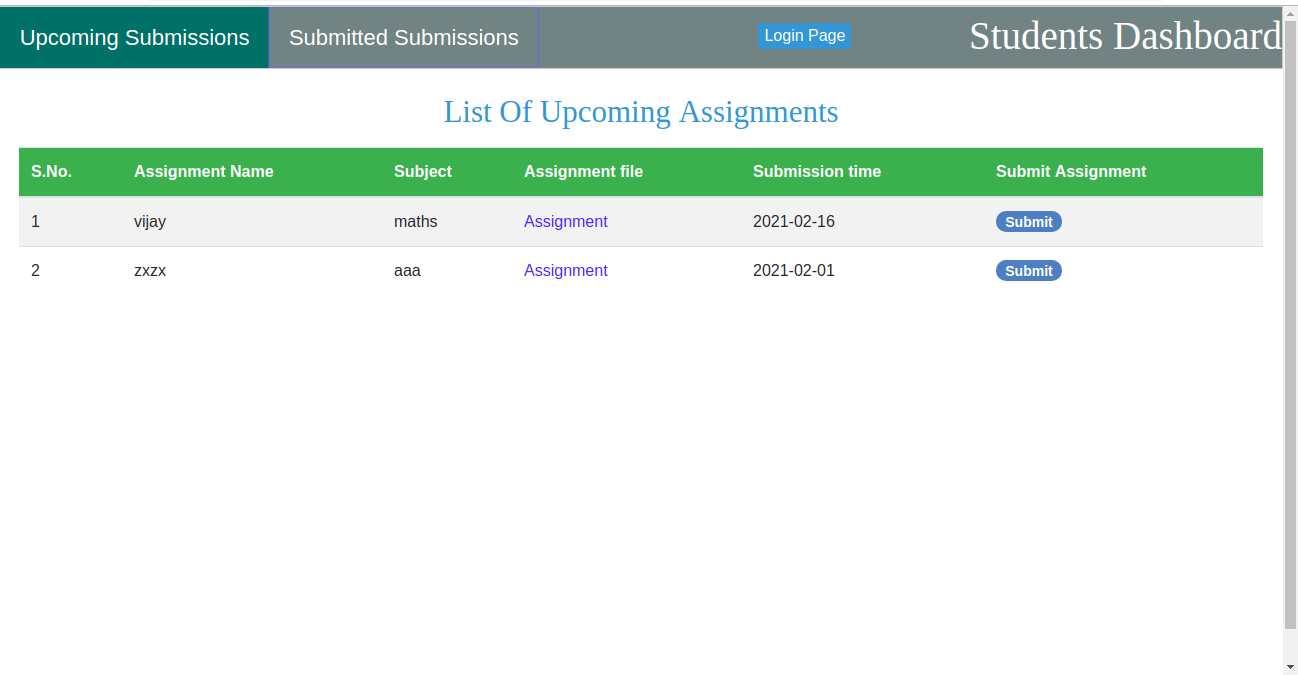 Upcoming Submissions Submitted Submissions Login Page Students Dashboard
List Of Upcoming Assignments
S.No. Assignment Name Subject Assignment file Submission time Submit Assignment
1 vijay maths Assignment 2021-02-16 Submit
2 zxzx aaa Assignment 2021-02-01 Submit